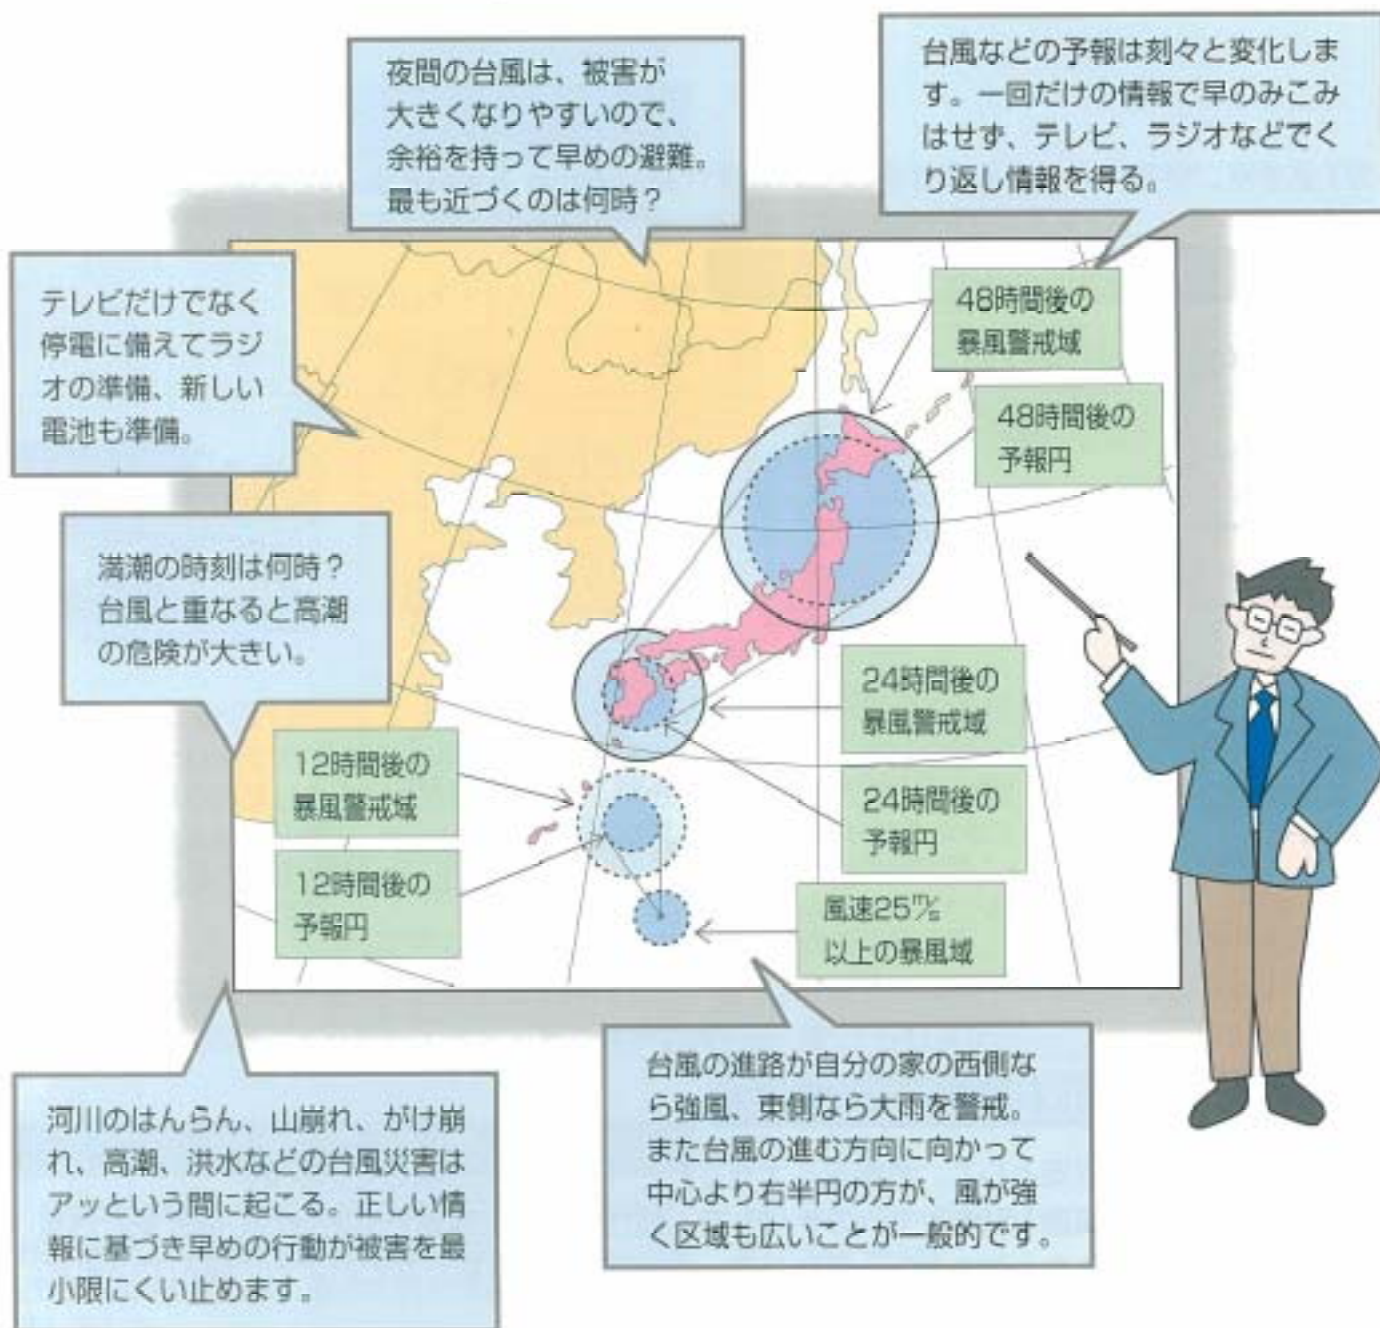 夜間の台風は、被害が
大きくなりやすいので、
余裕を持って早めの避難。
最も近づくのは何時？
台風などの予報は刻々と変化しま
す。一回だけの情報で早のみこみ
はせず、テレビ、ラジオなどでく
り返し情報を得る。
テレビだけでなく
停電に備えてラジ
オの準備、新しい
電池も準備。
48時間後の
暴風警戒域
48時間後の
予報円
満潮の時刻は何時？
台風と重なると高潮
の危険が大きい。
24時間後の
暴風警戒域
12時間後の
暴風警戒域
24時間後の
予報円
12時間後の
予報円
風速25m/s
以上の暴風域
河川のはんらん、山崩れ、がけ崩
れ、高潮、洪水などの台風災害は
アッという間に起こる。正しい情
報に基づき早めの行動が被害を最
小限にくい止めます。
台風の進路が自分の家の西側な
ら強風、東側なら大雨を警戒。
また台風の進む方向に向かって
中心より右半円の方が、風が強
く区域も広いことが一般的です。